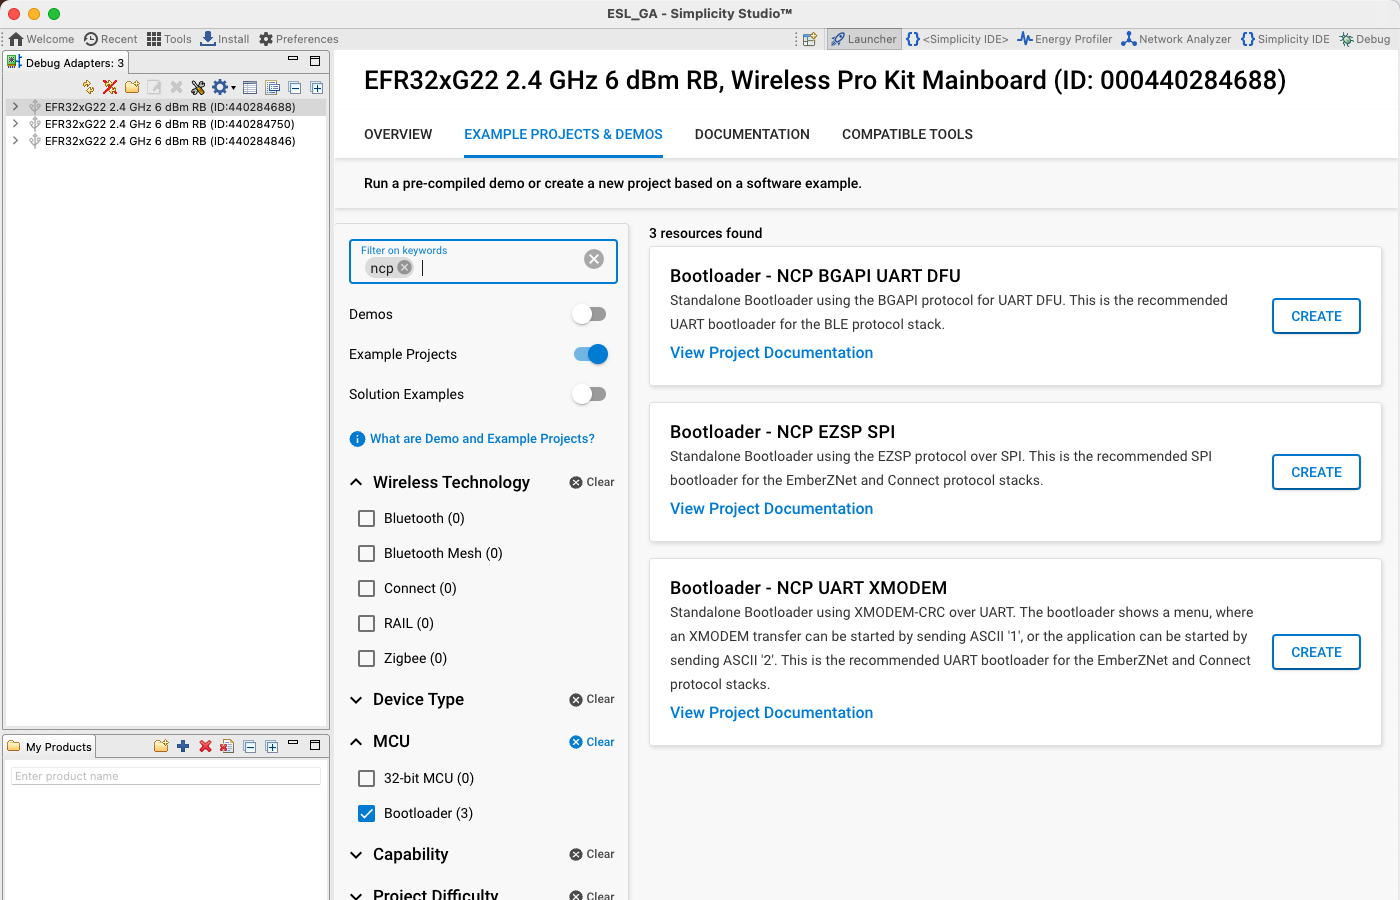 ESL_GA - Simplicity Studio™
Welcome Recent Tools Install Preferences
Launcher <Simplicity IDE> Energy Profiler Network Analyzer Simplicity IDE Debug
Debug Adapters: 3
EFR32xG22 2.4 GHz 6 dBm RB (ID:440284688)
EFR32xG22 2.4 GHz 6 dBm RB (ID:440284750)
EFR32xG22 2.4 GHz 6 dBm RB (ID:440284846)
My Products
Enter product name
EFR32xG22 2.4 GHz 6 dBm RB, Wireless Pro Kit Mainboard (ID: 000440284688)
OVERVIEW EXAMPLE PROJECTS & DEMOS DOCUMENTATION COMPATIBLE TOOLS
Run a pre-compiled demo or create a new project based on a software example.
Filter on keywords
ncp
Demos
Example Projects
Solution Examples
What are Demo and Example Projects?
Wireless Technology Clear
Bluetooth (0)
Bluetooth Mesh (0)
Connect (0)
RAIL (0)
Zigbee (0)
Device Type Clear
MCU Clear
32-bit MCU (0)
Bootloader (3)
Capability Clear
Project Difficulty Clear
3 resources found
Bootloader - NCP BGAPI UART DFU
Standalone Bootloader using the BGAPI protocol for UART DFU. This is the recommended
UART bootloader for the BLE protocol stack.
View Project Documentation
CREATE
Bootloader - NCP EZSP SPI
Standalone Bootloader using the EZSP protocol over SPI. This is the recommended SPI
bootloader for the EmberZNet and Connect protocol stacks.
View Project Documentation
CREATE
Bootloader - NCP UART XMODEM
Standalone Bootloader using XMODEM-CRC over UART. The bootloader shows a menu, where
an XMODEM transfer can be started by sending ASCII '1', or the application can be started by
sending ASCII '2'. This is the recommended UART bootloader for the EmberZNet and Connect
protocol stacks.
View Project Documentation
CREATE